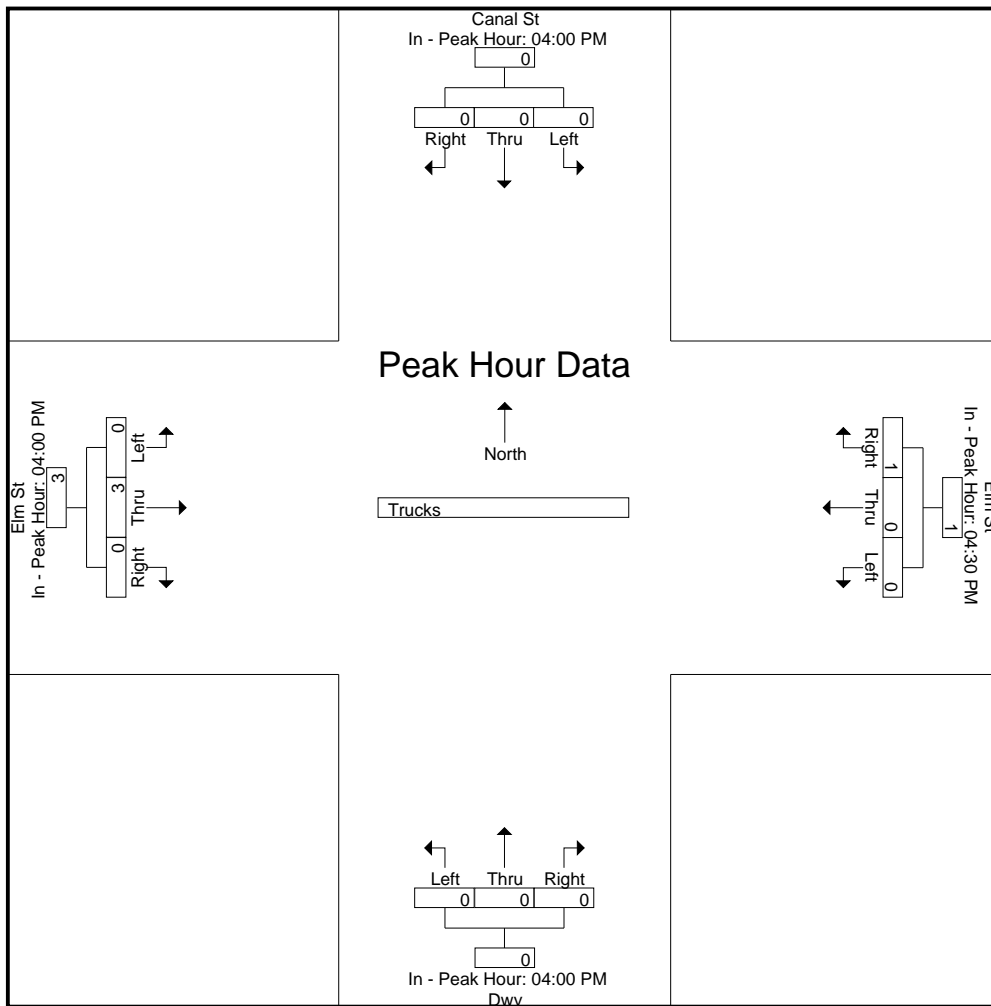 Canal St
In - Peak Hour: 04:00 PM
0
0 0 0
Right Thru Left
Peak Hour Data
North
Trucks
Elm St
In - Peak Hour: 04:00 PM
3
0 3 0
Left Thru Right
Elm St
In - Peak Hour: 04:30 PM
1
1 0 0
Right Thru Left
Left Thru Right
0 0 0
0
In - Peak Hour: 04:00 PM
Dwy